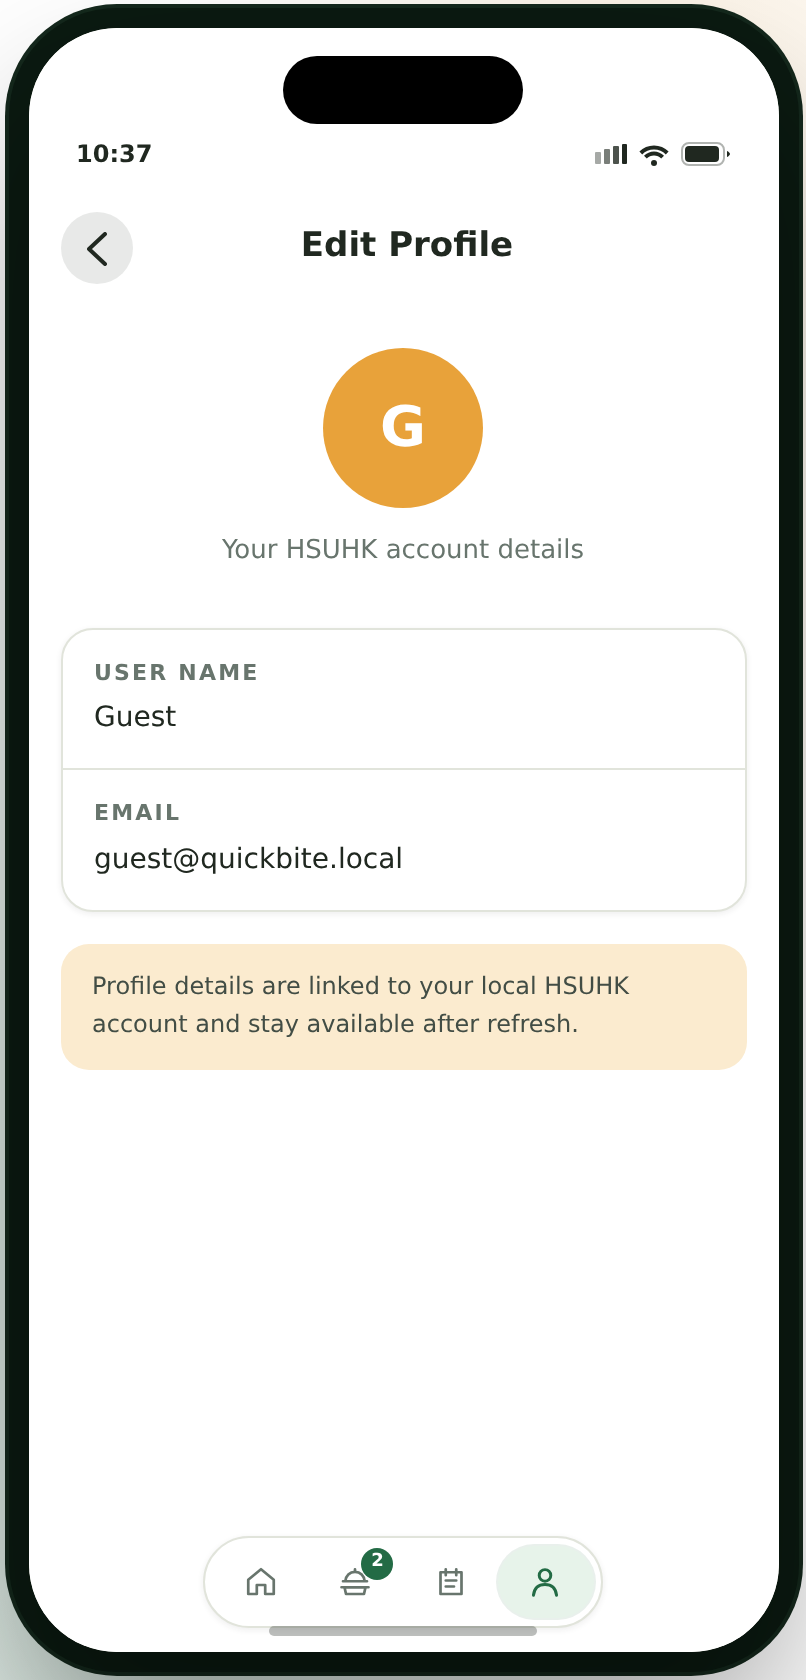 10:37
Edit Profile
G
Your HSUHK account details
USER NAME
Guest
EMAIL
guest@quickbite.local
Profile details are linked to your local HSUHK
account and stay available after refresh.
2